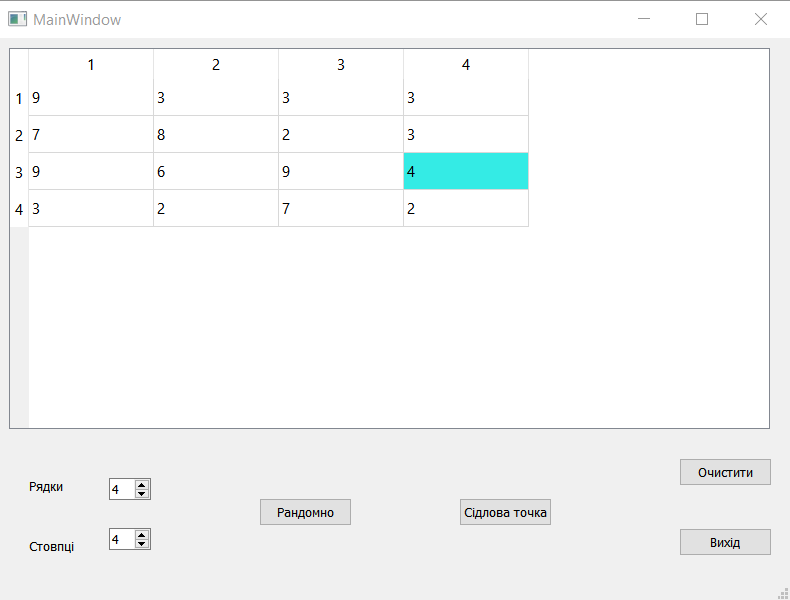 MainWindow
1 2 3 4
1 9 3 3 3
2 7 8 2 3
3 9 6 9 4
4 3 2 7 2
Очистити
Рядки 4
Рандомно Сідлова точка
Стовпці 4
Вихід